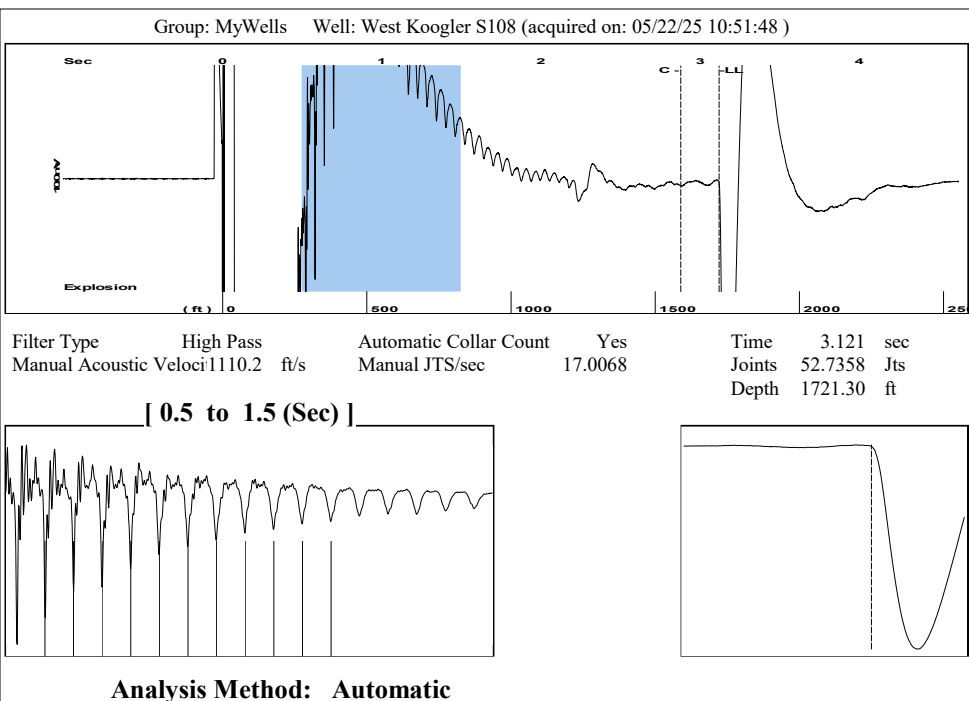 Group: MyWells Well: West Koogler S108 (acquired on: 05/22/25 10:51:48 )
Sec 0 1 2 3 4
C - -LL
100mV
Explosion
(ft) 0 500 1000 1500 2000 250
Filter Type High Pass Automatic Collar Count Yes Time 3.121 sec
Manual Acoustic Veloci 1110.2 ft/s Manual JTS/sec 17.0068 Joints 52.7358 Jts
Depth 1721.30 ft
[ 0.5 to 1.5 (Sec) ]
Analysis Method: Automatic